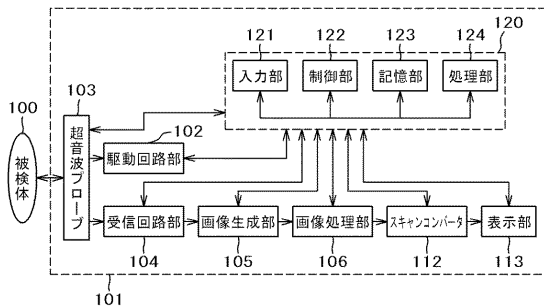 120
121
122
123
124
入力部
制御部
記憶部
処理部
103
100
102
超音波プローブ
被検体
駆動回路部
受信回路部
画像生成部
画像処理部
スキャンコンバータ
表示部
104
105
106
112
113
101